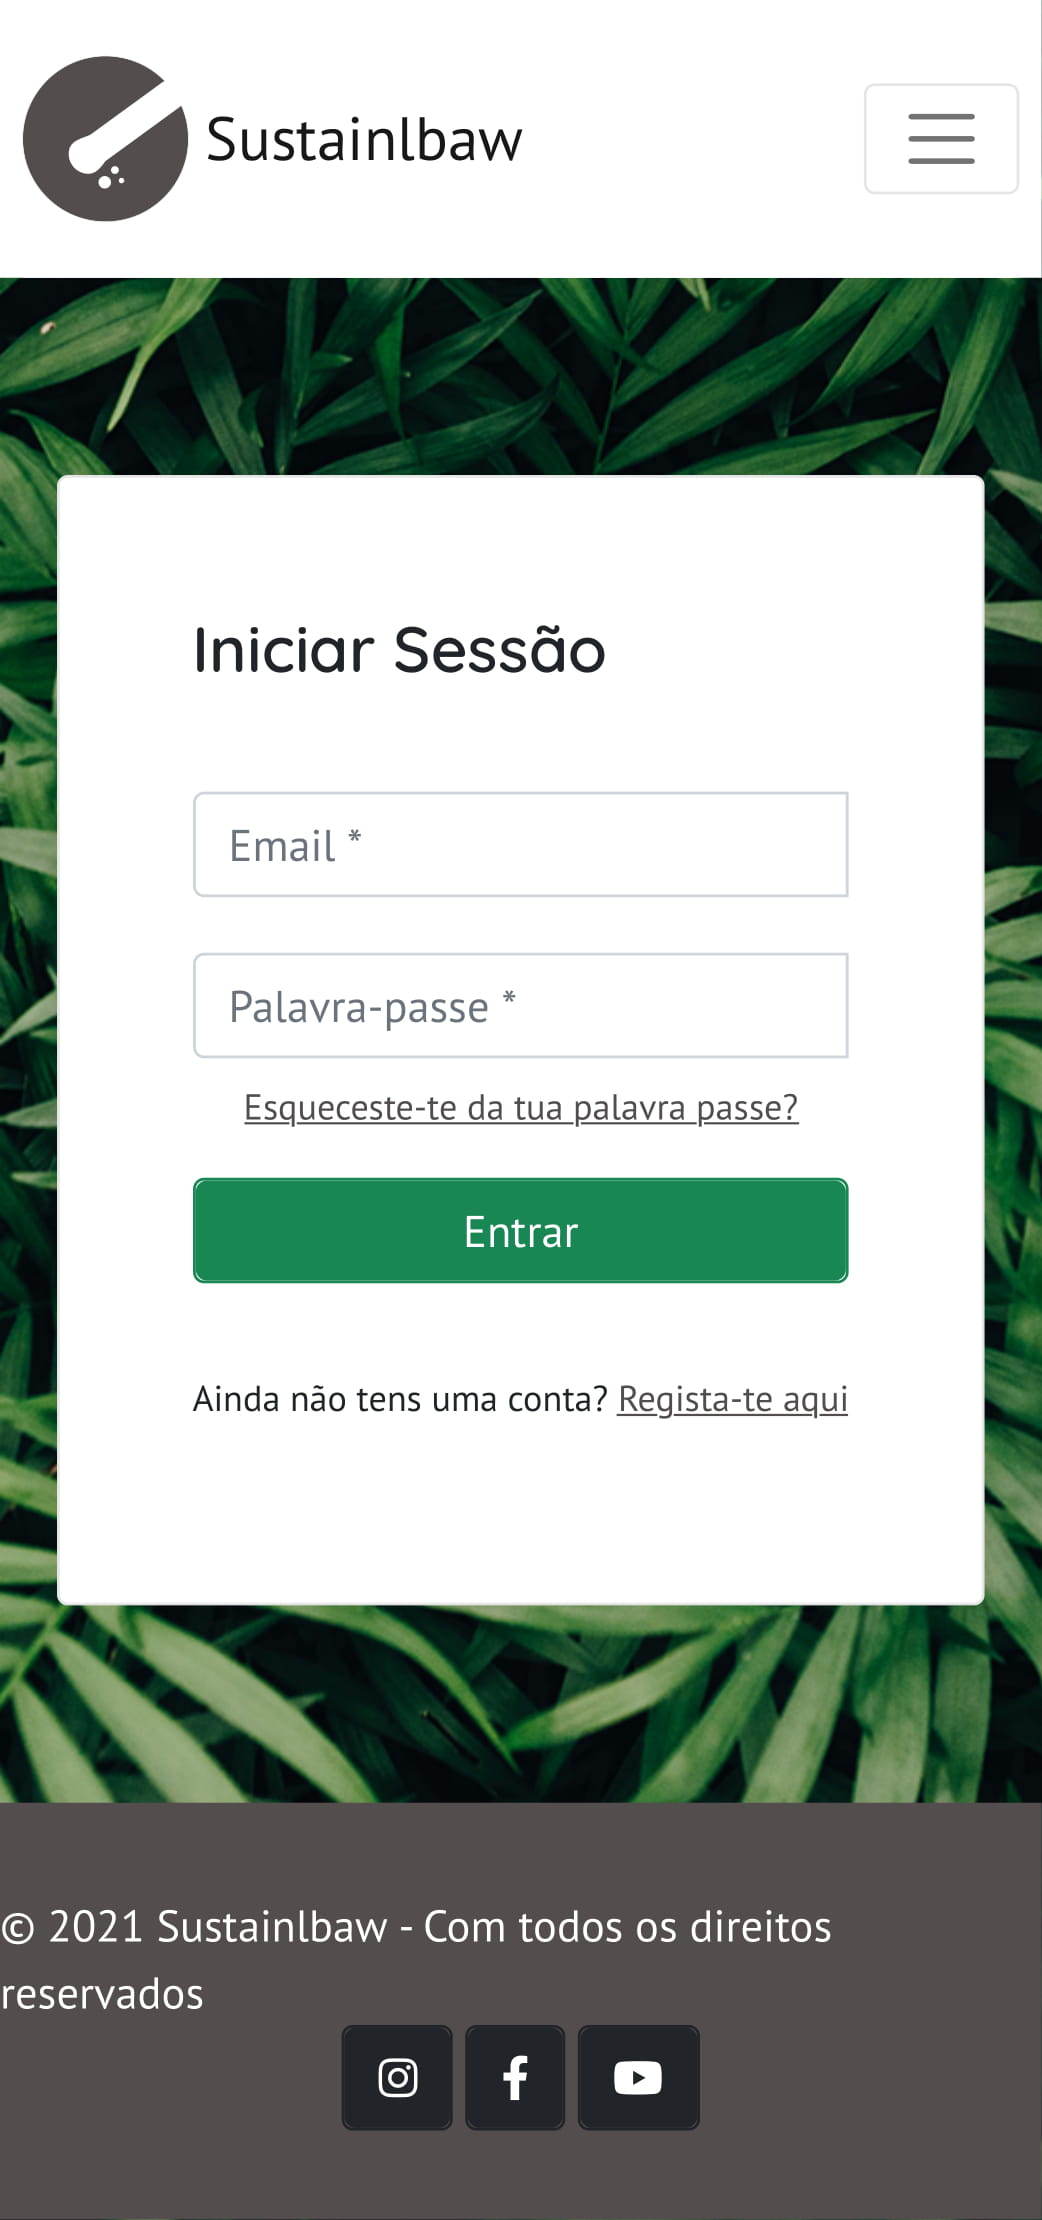 Sustainlbaw
Iniciar Sessão
Email *
Palavra-passe *
Esqueceste-te da tua palavra passe?
Entrar
Ainda não tens uma conta? Regista-te aqui
© 2021 Sustainlbaw - Com todos os direitos
reservados